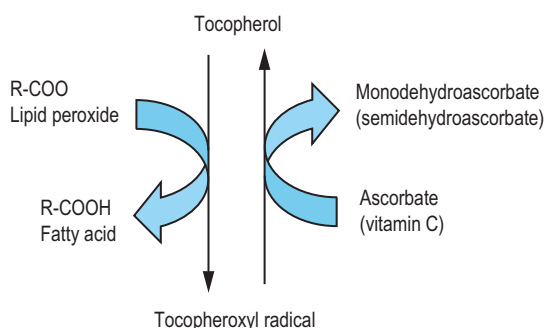 Tocopherol
R-COO
Lipid peroxide
Monodehydroascorbate
(semidehydroascorbate)
R-COOH
Fatty acid
Ascorbate
(vitamin C)
Tocopheroxyl radical